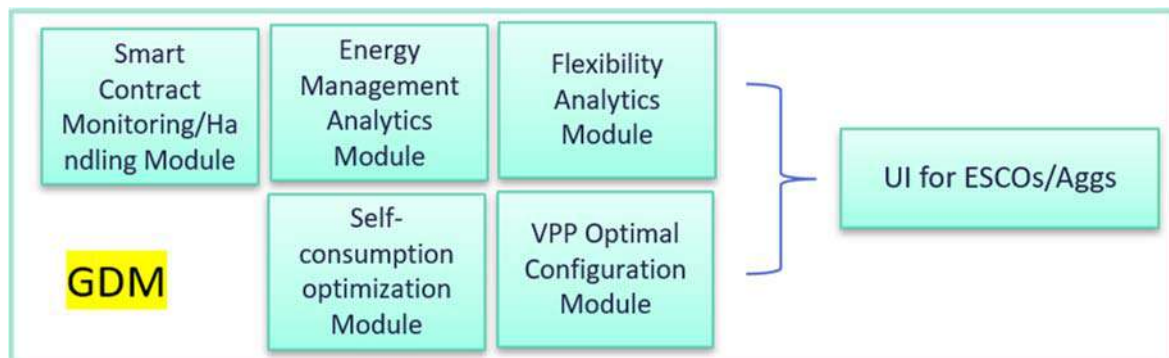 Smart
Contract
Monitoring/Ha
ndling Module
Energy
Management
Analytics
Module
Flexibility
Analytics
Module
UI for ESCOs/Aggs
GDM
Self-
consumption
optimization
Module
VPP Optimal
Configuration
Module